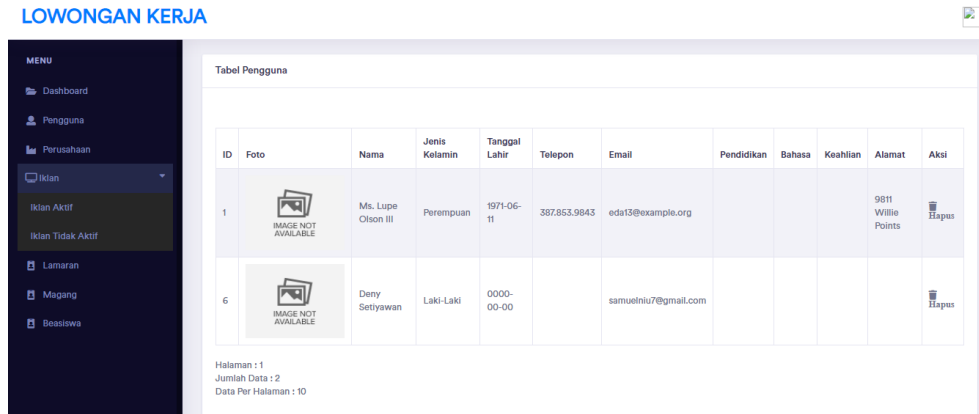 LOWONGAN KERJA
MENU
Dashboard
Pengguna
Perusahaan
Iklan
Iklan Aktif
Iklan Tidak Aktif
Lamaran
Magang
Beasiswa
Tabel Pengguna
ID Foto Nama Jenis Kelamin Tanggal Lahir Telepon Email Pendidikan Bahasa Keahlian Alamat Aksi
1 IMAGE NOT AVAILABLE Ms. Lupe Olson III Perempuan 1971-06-11 387.853.9843 eda13@example.org 9811 Willie Points Hapus
6 IMAGE NOT AVAILABLE Deny Setiyawan Laki-Laki 0000-00-00 samuelniu7@gmail.com Hapus
Halaman : 1
Jumlah Data : 2
Data Per Halaman : 10